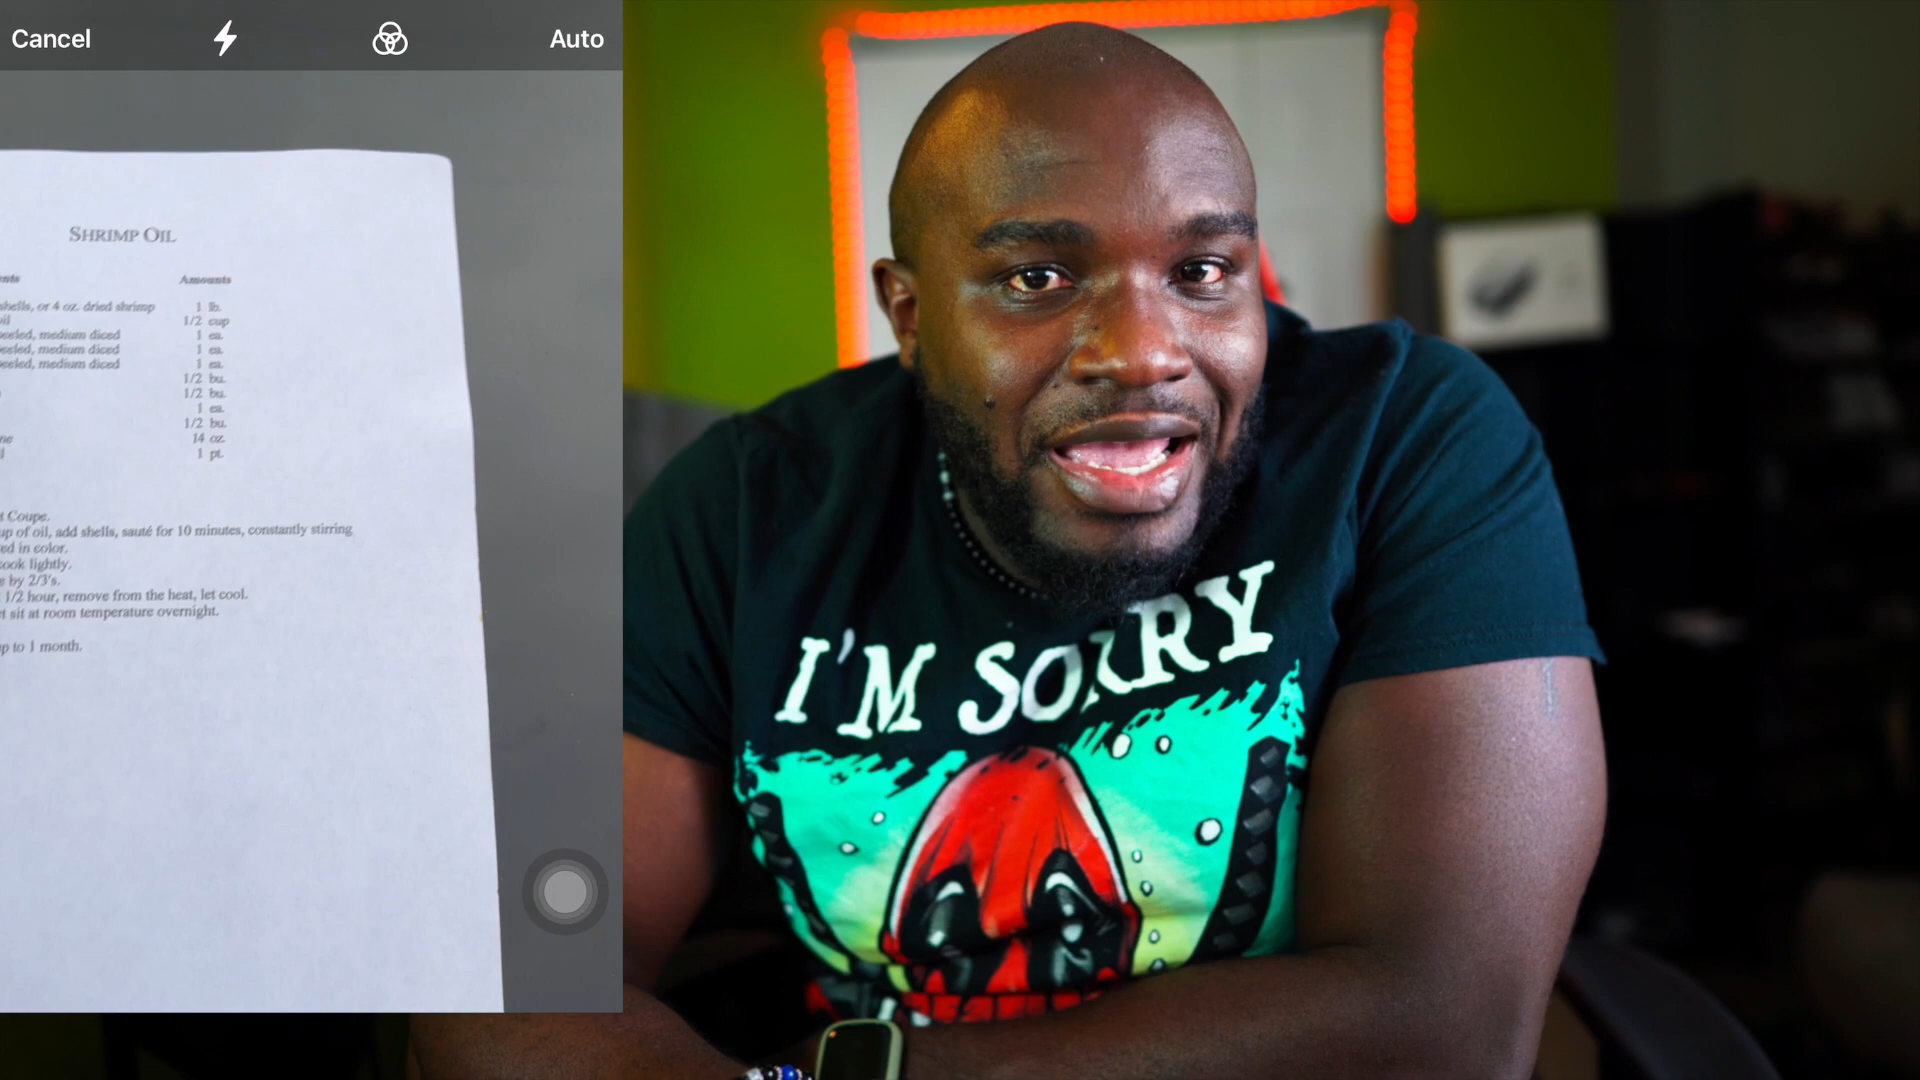 Cancel
Auto
SHRIMP OIL
Amounts
shells, or 4 oz. dried shrimp 1 lb.
1/2 cup
peeled, medium diced 1 ea.
peeled, medium diced 1 ea.
peeled, medium diced 1 ea.
1/2 bu.
1/2 bu.
1 ea.
1/2 bu.
14 oz.
1 pt.
Coupe.
up of oil, add shells, sauté for 10 minutes, constantly stirring
ed in color.
cook lightly.
by 2/3's.
1/2 hour, remove from the heat, let cool.
sit at room temperature overnight.
to 1 month.
I'M SORRY